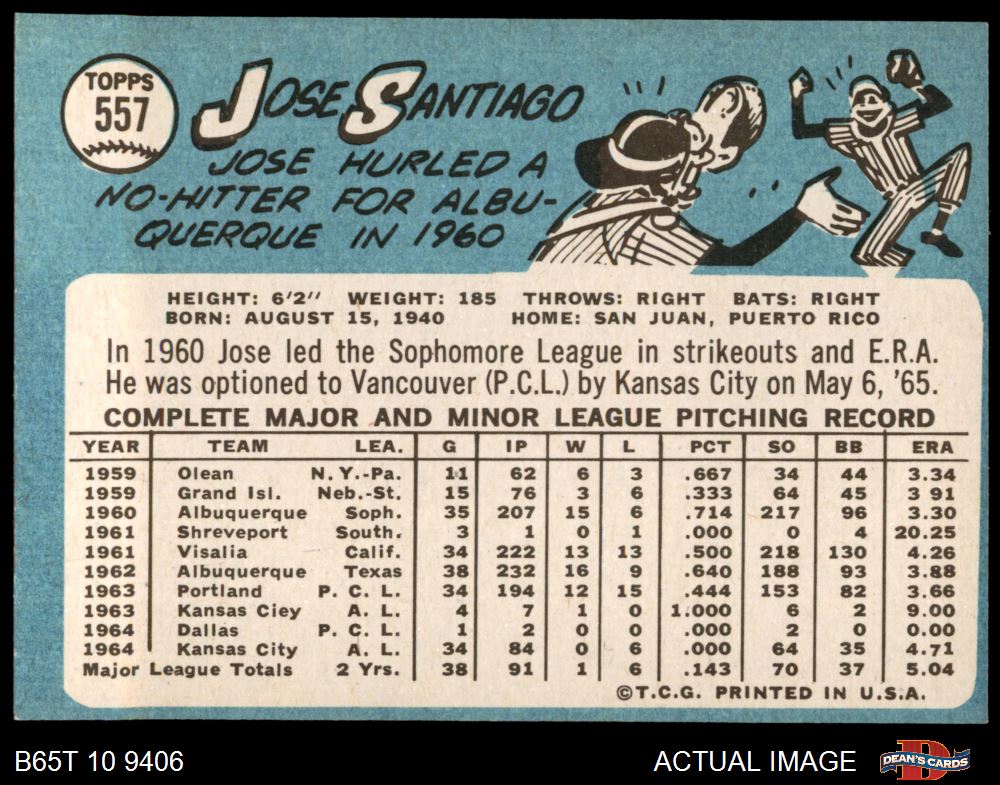 TOPPS
557
JOSE SANTIAGO
JOSE HURLED A
NO-HITTER FOR ALBU-
QUERQUE IN 1960
HEIGHT: 6'2" WEIGHT: 185 THROWS: RIGHT BATS: RIGHT
BORN: AUGUST 15, 1940 HOME: SAN JUAN, PUERTO RICO
In 1960 Jose led the Sophomore League in strikeouts and E.R.A.
He was optioned to Vancouver (P.C.L.) by Kansas City on May 6, '65.
COMPLETE MAJOR AND MINOR LEAGUE PITCHING RECORD
YEAR TEAM LEA. G IP W L PCT SO BB ERA
1959 Olean N.Y.-Pa. 11 62 6 3 .667 34 44 3.34
1959 Grand Isl. Neb.-St. 15 76 3 6 .333 64 45 3 91
1960 Albuquerque Soph. 35 207 15 6 .714 217 96 3.30
1961 Shreveport South. 3 1 0 1 .000 0 4 20.25
1961 Visalia Calif. 34 222 13 13 .500 218 130 4.26
1962 Albuquerque Texas 38 232 16 9 .640 188 93 3.88
1963 Portland P. C. L. 34 194 12 15 .444 153 82 3.66
1963 Kansas Ciey A. L. 4 7 1 0 1.000 6 2 9.00
1964 Dallas P. C. L. 1 2 0 0 .000 2 0 0.00
1964 Kansas City A. L. 34 84 0 6 .000 64 35 4.71
Major League Totals 2 Yrs. 38 91 1 6 .143 70 37 5.04
©T.C.G. PRINTED IN U.S.A.
B65T 10 9406 ACTUAL IMAGE DEAN'S CARDS